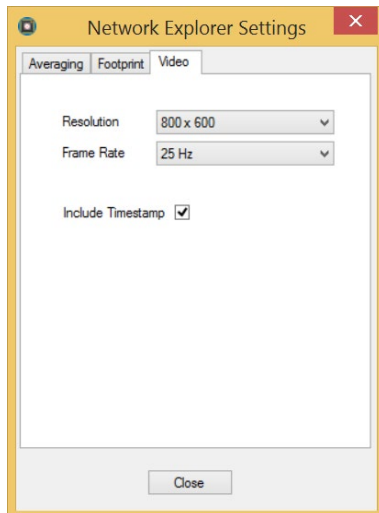 Network Explorer Settings
Averaging Footprint Video
Resolution 800 x 600
Frame Rate 25 Hz
Include Timestamp
Close